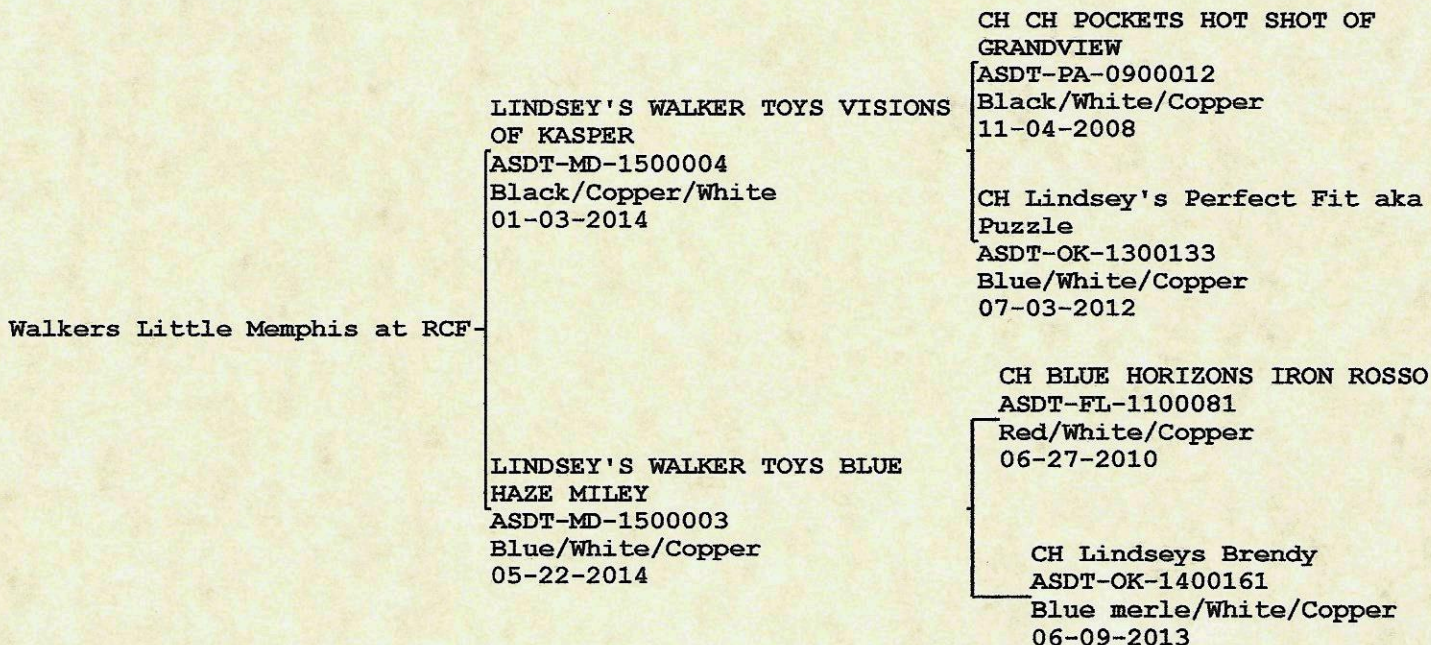 Walkers Little Memphis at RCF
LINDSEY'S WALKER TOYS VISIONS
OF KASPER
ASDT-MD-1500004
Black/Copper/White
01-03-2014
LINDSEY'S WALKER TOYS BLUE
HAZE MILEY
ASDT-MD-1500003
Blue/White/Copper
05-22-2014
CH CH POCKETS HOT SHOT OF
GRANDVIEW
ASDT-PA-0900012
Black/White/Copper
11-04-2008
CH Lindsey's Perfect Fit aka
Puzzle
ASDT-OK-1300133
Blue/White/Copper
07-03-2012
CH BLUE HORIZONS IRON ROSSO
ASDT-FL-1100081
Red/White/Copper
06-27-2010
CH Lindseys Brendy
ASDT-OK-1400161
Blue merle/White/Copper
06-09-2013